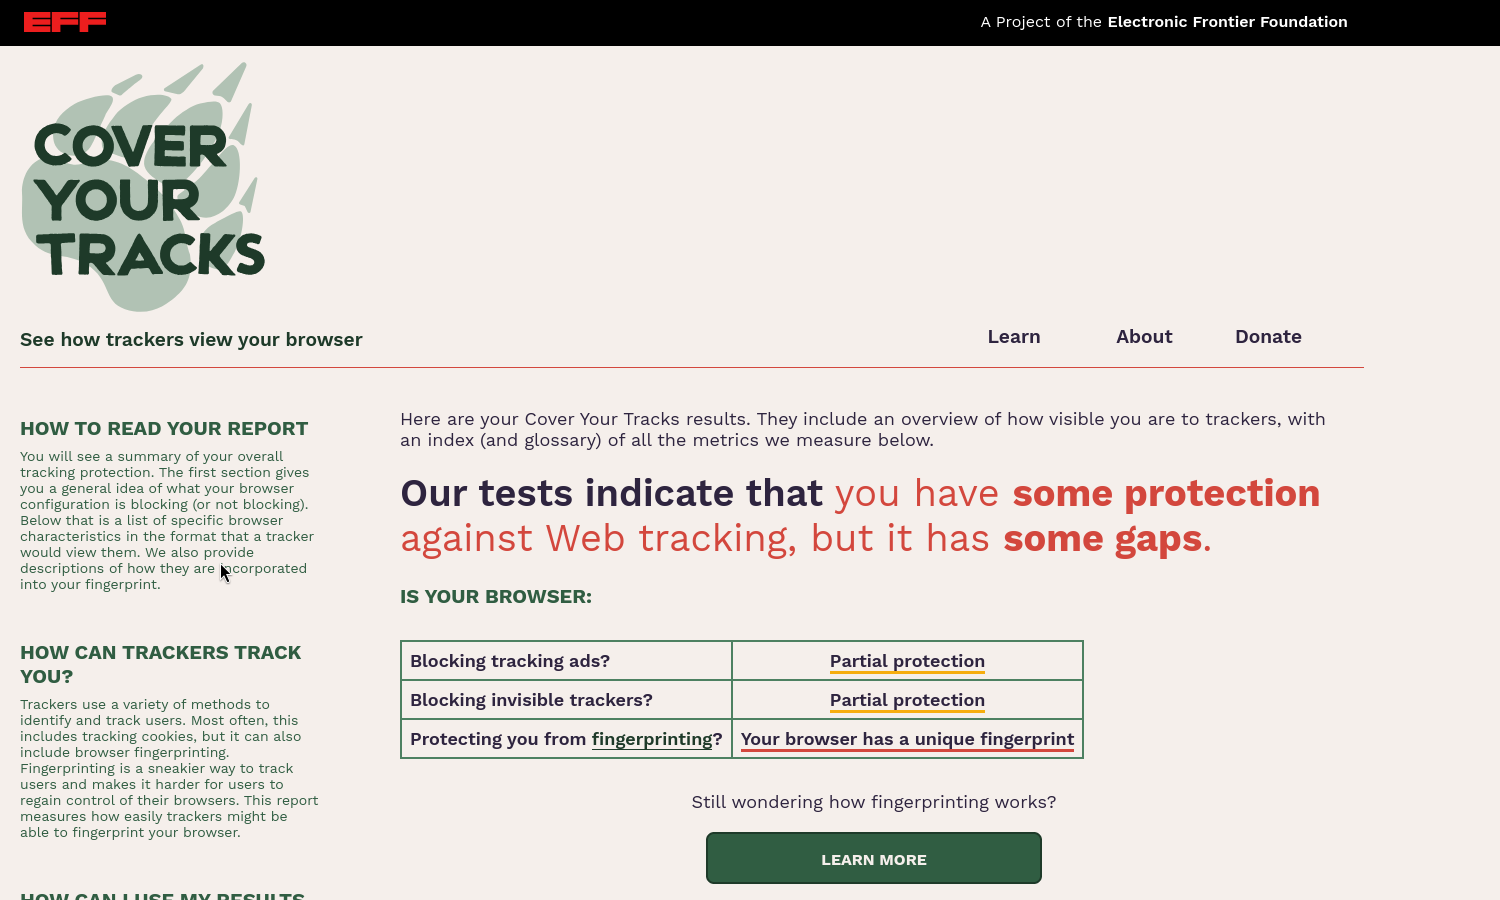 EFF
A Project of the Electronic Frontier Foundation
COVER
YOUR
TRACKS
See how trackers view your browser
Learn
About
Donate
HOW TO READ YOUR REPORT
You will see a summary of your overall
tracking protection. The first section gives
you a general idea of what your browser
configuration is blocking (or not blocking).
Below that is a list of specific browser
characteristics in the format that a tracker
would view them. We also provide
descriptions of how they are incorporated
into your fingerprint.
HOW CAN TRACKERS TRACK
YOU?
Trackers use a variety of methods to
identify and track users. Most often, this
includes tracking cookies, but it can also
include browser fingerprinting.
Fingerprinting is a sneakier way to track
users and makes it harder for users to
regain control of their browsers. This report
measures how easily trackers might be
able to fingerprint your browser.
HOW CAN I USE MY RESULTS
Here are your Cover Your Tracks results. They include an overview of how visible you are to trackers, with
an index (and glossary) of all the metrics we measure below.
Our tests indicate that you have some protection
against Web tracking, but it has some gaps.
IS YOUR BROWSER:
Blocking tracking ads?
Partial protection
Blocking invisible trackers?
Partial protection
Protecting you from fingerprinting?
Your browser has a unique fingerprint
Still wondering how fingerprinting works?
LEARN MORE